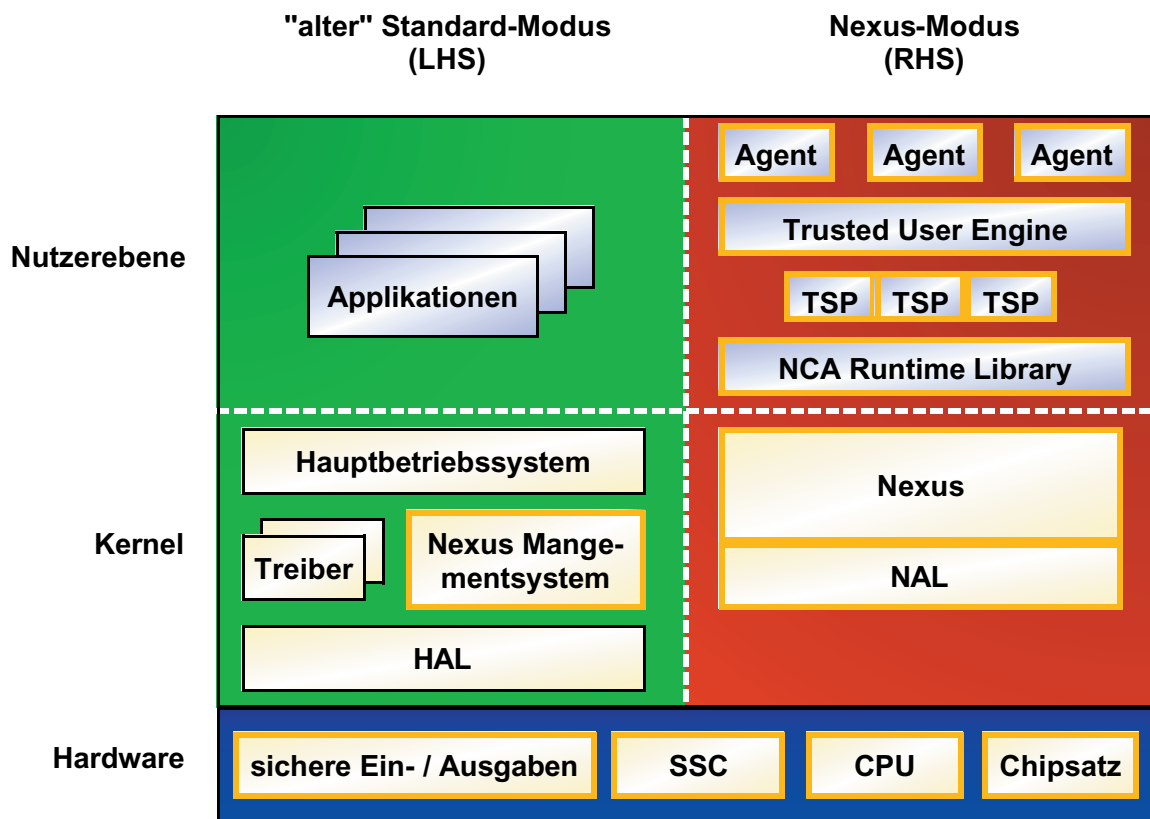 "alter" Standard-Modus
(LHS)
Nexus-Modus
(RHS)
Nutzerebene
Applikationen
Agent
Agent
Agent
Trusted User Engine
TSP
TSP
TSP
NCA Runtime Library
Kernel
Hauptbetriebssystem
Treiber
Nexus Mange-
mentsystem
HAL
Nexus
NAL
Hardware
sichere Ein- / Ausgaben
SSC
CPU
Chipsatz